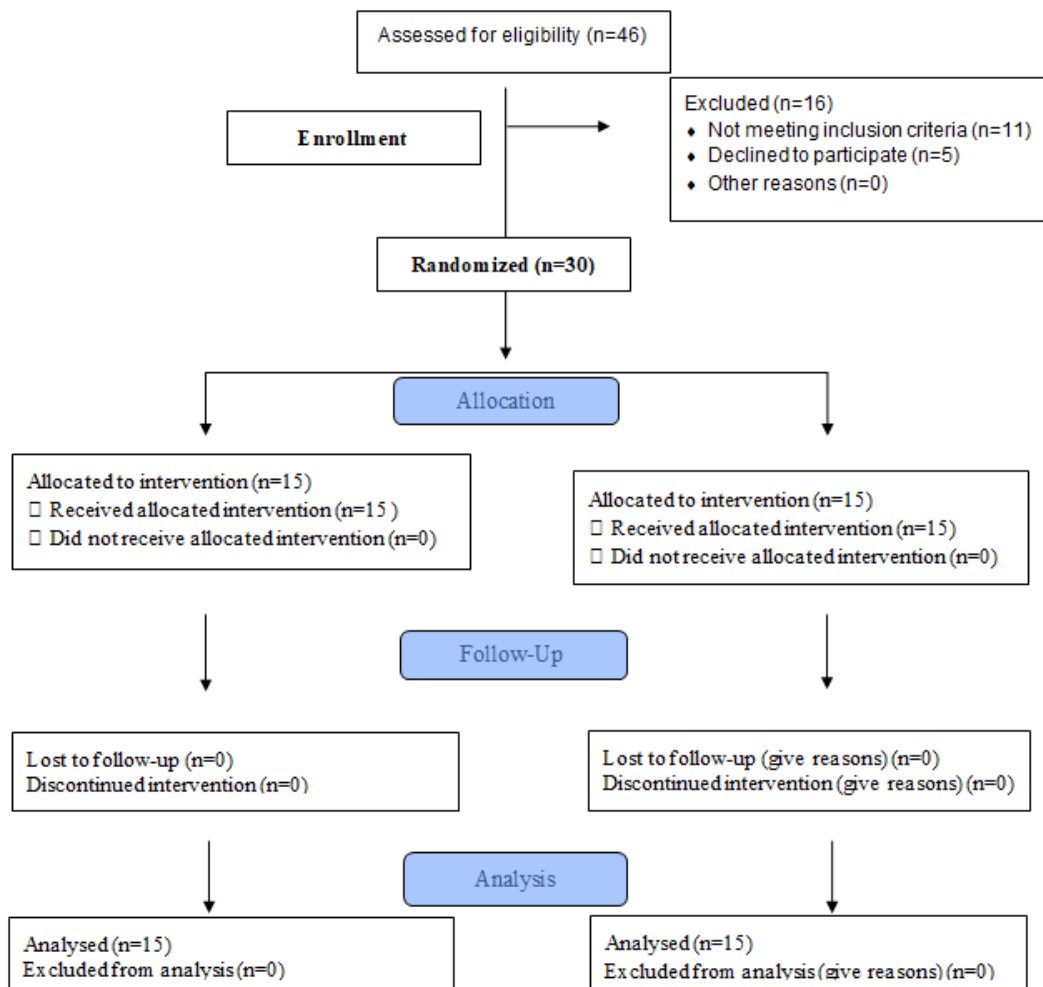 Assessed for eligibility (n=46)
Enrollment
Excluded (n=16)
♦ Not meeting inclusion criteria (n=11)
♦ Declined to participate (n=5)
♦ Other reasons (n=0)
Randomized (n=30)
Allocation
Allocated to intervention (n=15)
□ Received allocated intervention (n=15 )
□ Did not receive allocated intervention (n=0)
Allocated to intervention (n=15)
□ Received allocated intervention (n=15)
□ Did not receive allocated intervention (n=0)
Follow-Up
Lost to follow-up (n=0)
Discontinued intervention (n=0)
Lost to follow-up (give reasons) (n=0)
Discontinued intervention (give reasons) (n=0)
Analysis
Analysed (n=15)
Excluded from analysis (n=0)
Analysed (n=15)
Excluded from analysis (give reasons) (n=0)